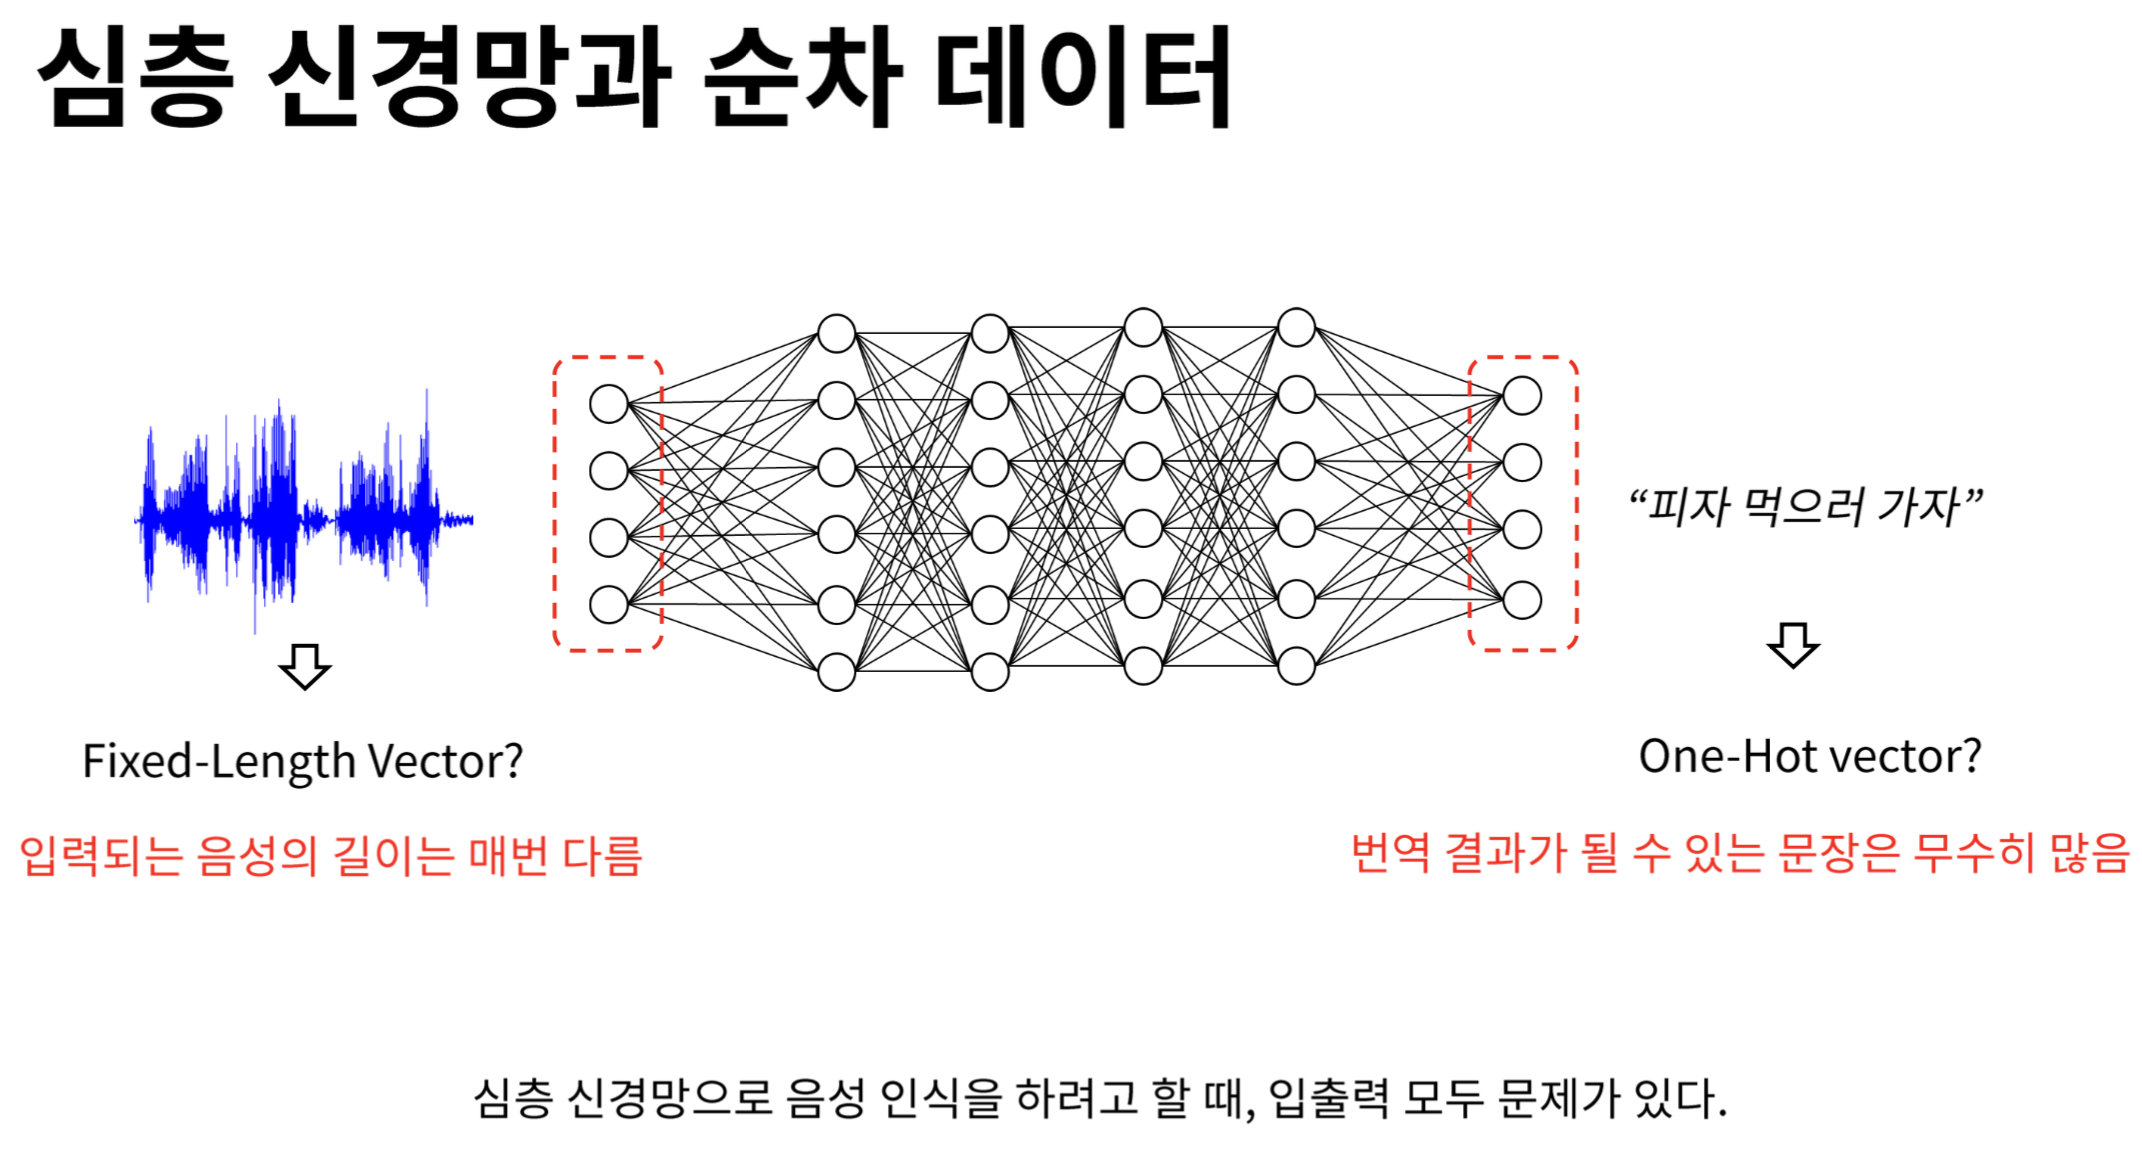 심층 신경망과 순차 데이터
“피자 먹으러 가자”
Fixed-Length Vector?
One-Hot vector?
입력되는 음성의 길이는 매번 다름
번역 결과가 될 수 있는 문장은 무수히 많음
심층 신경망으로 음성 인식을 하려고 할 때, 입출력 모두 문제가 있다.